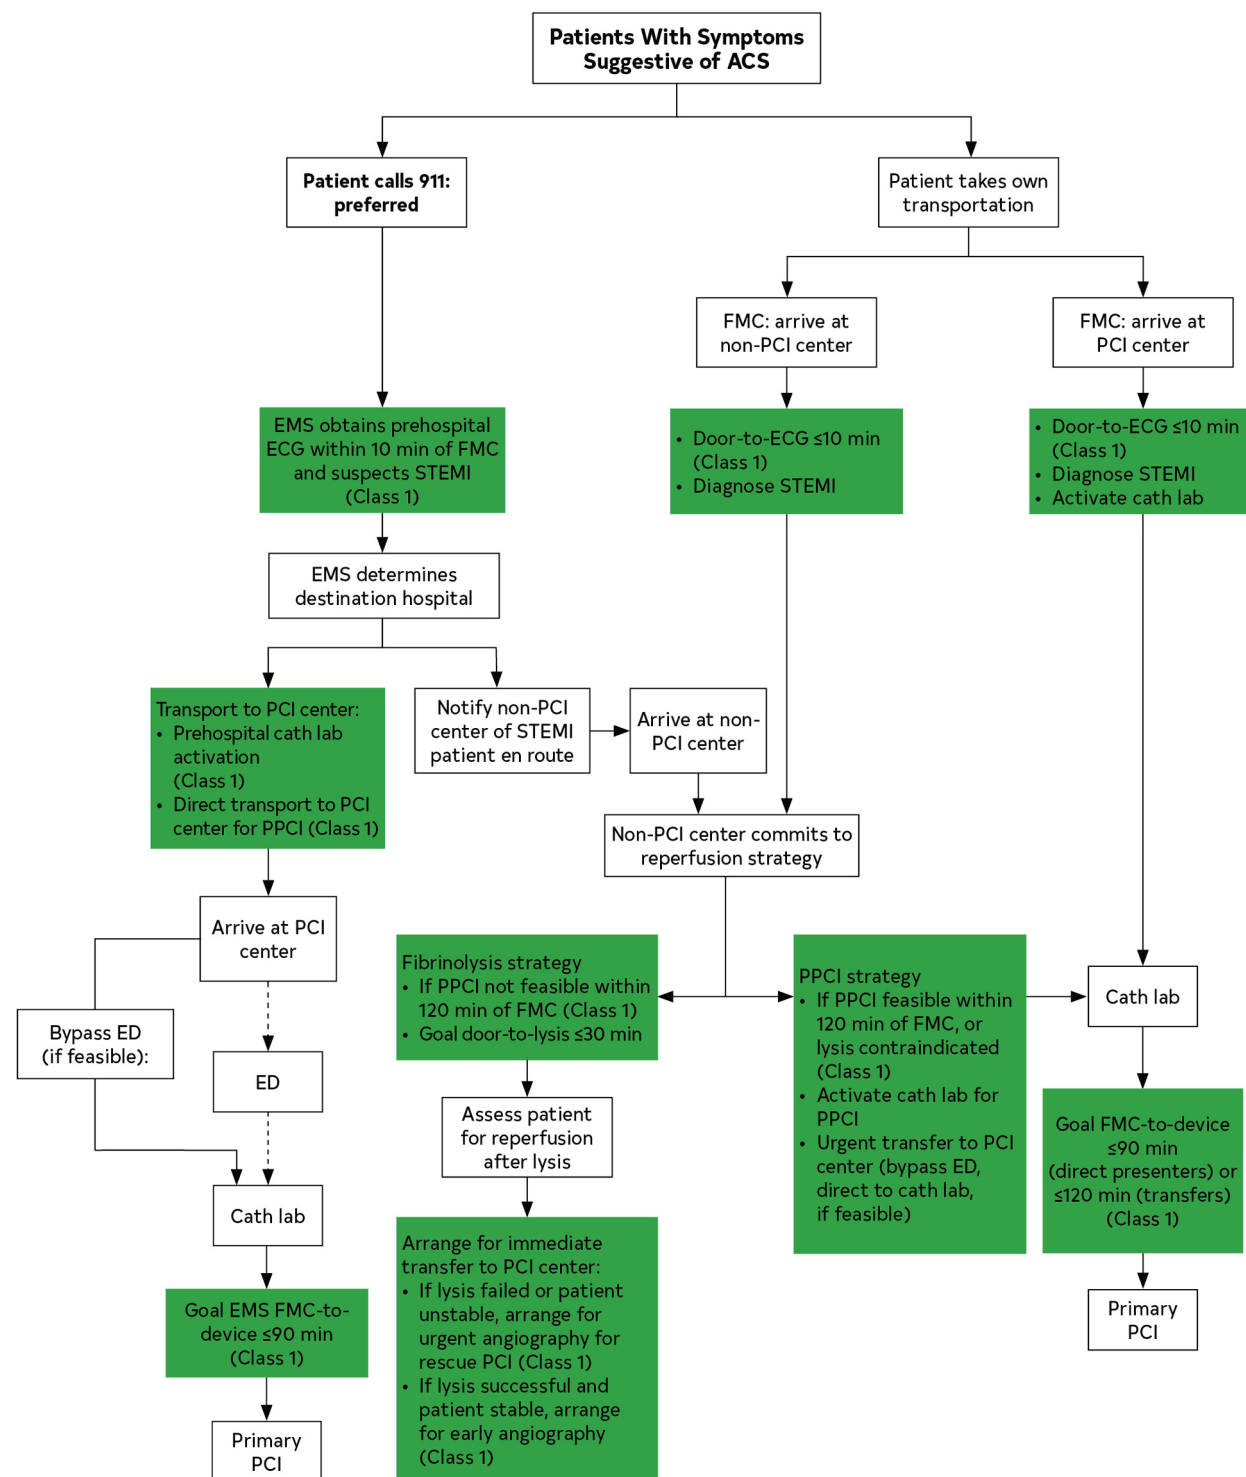 Patients With Symptoms
Suggestive of ACS
Patient calls 911:
preferred
Patient takes own
transportation
FMC: arrive at
non-PCI center
FMC: arrive at
PCI center
EMS obtains prehospital
ECG within 10 min of FMC
and suspects STEMI
(Class 1)
• Door-to-ECG ≤10 min
(Class 1)
• Diagnose STEMI
• Door-to-ECG ≤10 min
(Class 1)
• Diagnose STEMI
• Activate cath lab
EMS determines
destination hospital
Transport to PCI center:
• Prehospital cath lab
activation
(Class 1)
• Direct transport to PCI
center for PPCI (Class 1)
Notify non-PCI
center of STEMI
patient en route
Arrive at non-
PCI center
Non-PCI center commits to
reperfusion strategy
Arrive at PCI
center
Bypass ED
(if feasible):
ED
Cath lab
Goal EMS FMC-to-
device ≤90 min
(Class 1)
Primary
PCI
Fibrinolysis strategy
• If PPCI not feasible within
120 min of FMC (Class 1)
• Goal door-to-lysis ≤30 min
Assess patient
for reperfusion
after lysis
Arrange for immediate
transfer to PCI center:
• If lysis failed or patient
unstable, arrange for
urgent angiography for
rescue PCI (Class 1)
• If lysis successful and
patient stable, arrange
for early angiography
(Class 1)
PPCI strategy
• If PPCI feasible within
120 min of FMC, or
lysis contraindicated
(Class 1)
• Activate cath lab for
PPCI
• Urgent transfer to PCI
center (bypass ED,
direct to cath lab,
if feasible)
Cath lab
Goal FMC-to-device
≤90 min
(direct presenters) or
≤120 min (transfers)
(Class 1)
Primary
PCI